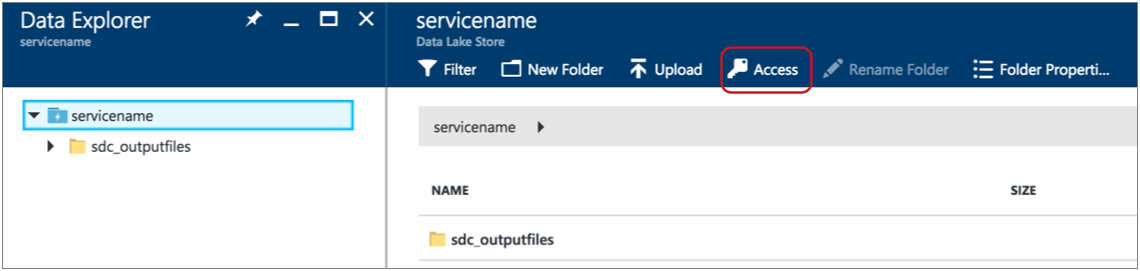 Data Explorer
servicename
servicename
sdc_outputfiles
servicename
Data Lake Store
Filter New Folder Upload Access Rename Folder Folder Properti...
servicename
NAME SIZE
sdc_outputfiles